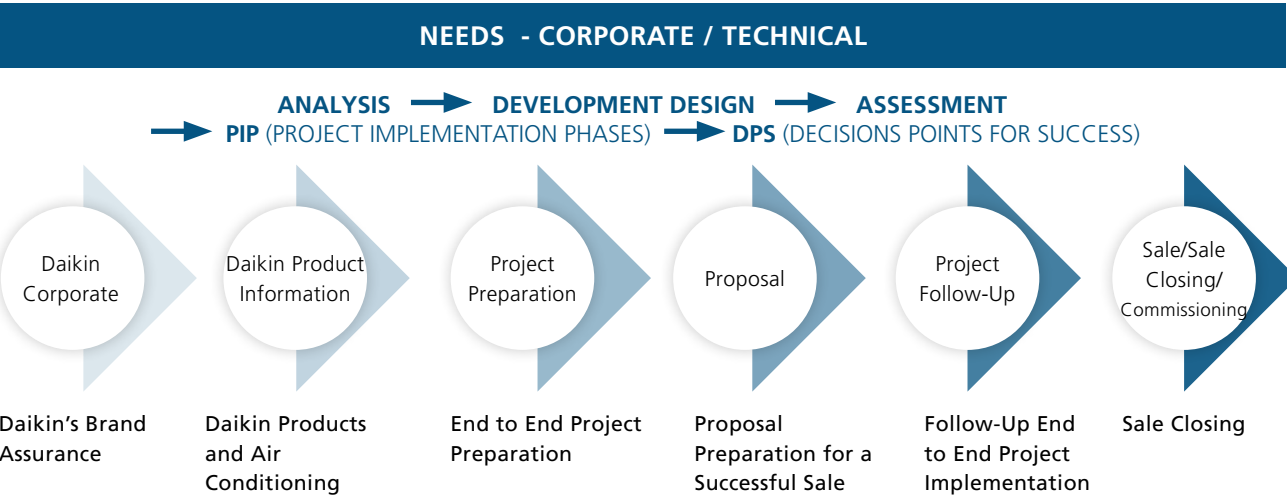 NEEDS - CORPORATE / TECHNICAL
ANALYSIS DEVELOPMENT DESIGN ASSESSMENT
PIP (PROJECT IMPLEMENTATION PHASES) DPS (DECISIONS POINTS FOR SUCCESS)
Daikin
Corporate
Daikin Product
Information
Project
Preparation
Proposal
Project
Follow-Up
Sale/Sale
Closing/
Commissioning
Daikin's Brand
Assurance
Daikin Products
and Air
Conditioning
End to End Project
Preparation
Proposal
Preparation for a
Successful Sale
Follow-Up End
to End Project
Implementation
Sale Closing